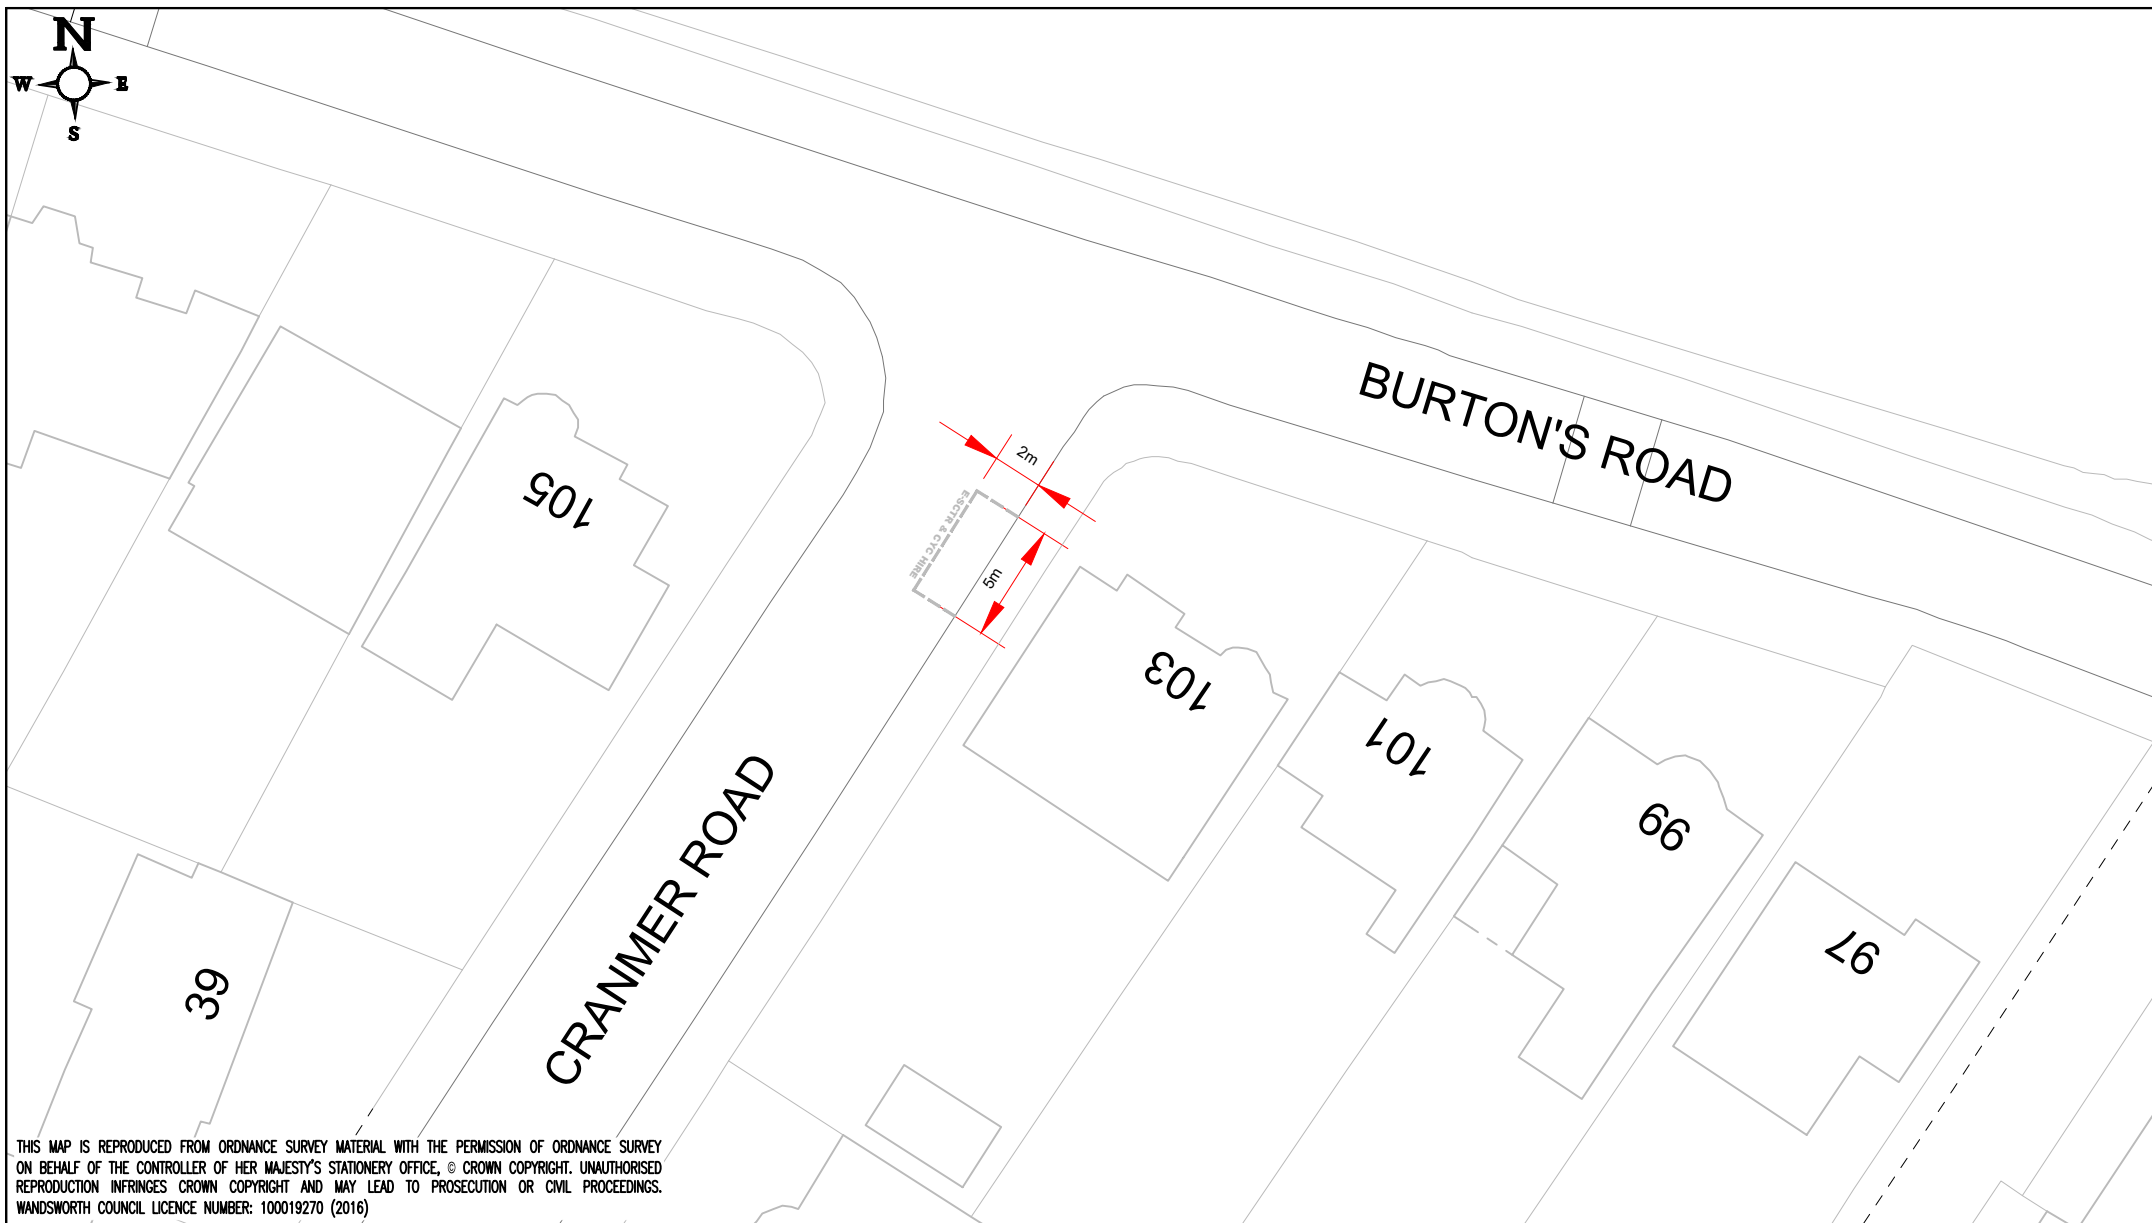 N
W E
S
BURTON'S ROAD
2m
E-SCTR & CYC HIRE
5m
105
103
101
99
97
39
CRANMER ROAD
THIS MAP IS REPRODUCED FROM ORDNANCE SURVEY MATERIAL WITH THE PERMISSION OF ORDNANCE SURVEY
ON BEHALF OF THE CONTROLLER OF HER MAJESTY'S STATIONERY OFFICE, © CROWN COPYRIGHT. UNAUTHORISED
REPRODUCTION INFRINGES CROWN COPYRIGHT AND MAY LEAD TO PROSECUTION OR CIVIL PROCEEDINGS.
WANDSWORTH COUNCIL LICENCE NUMBER: 100019270 (2016)